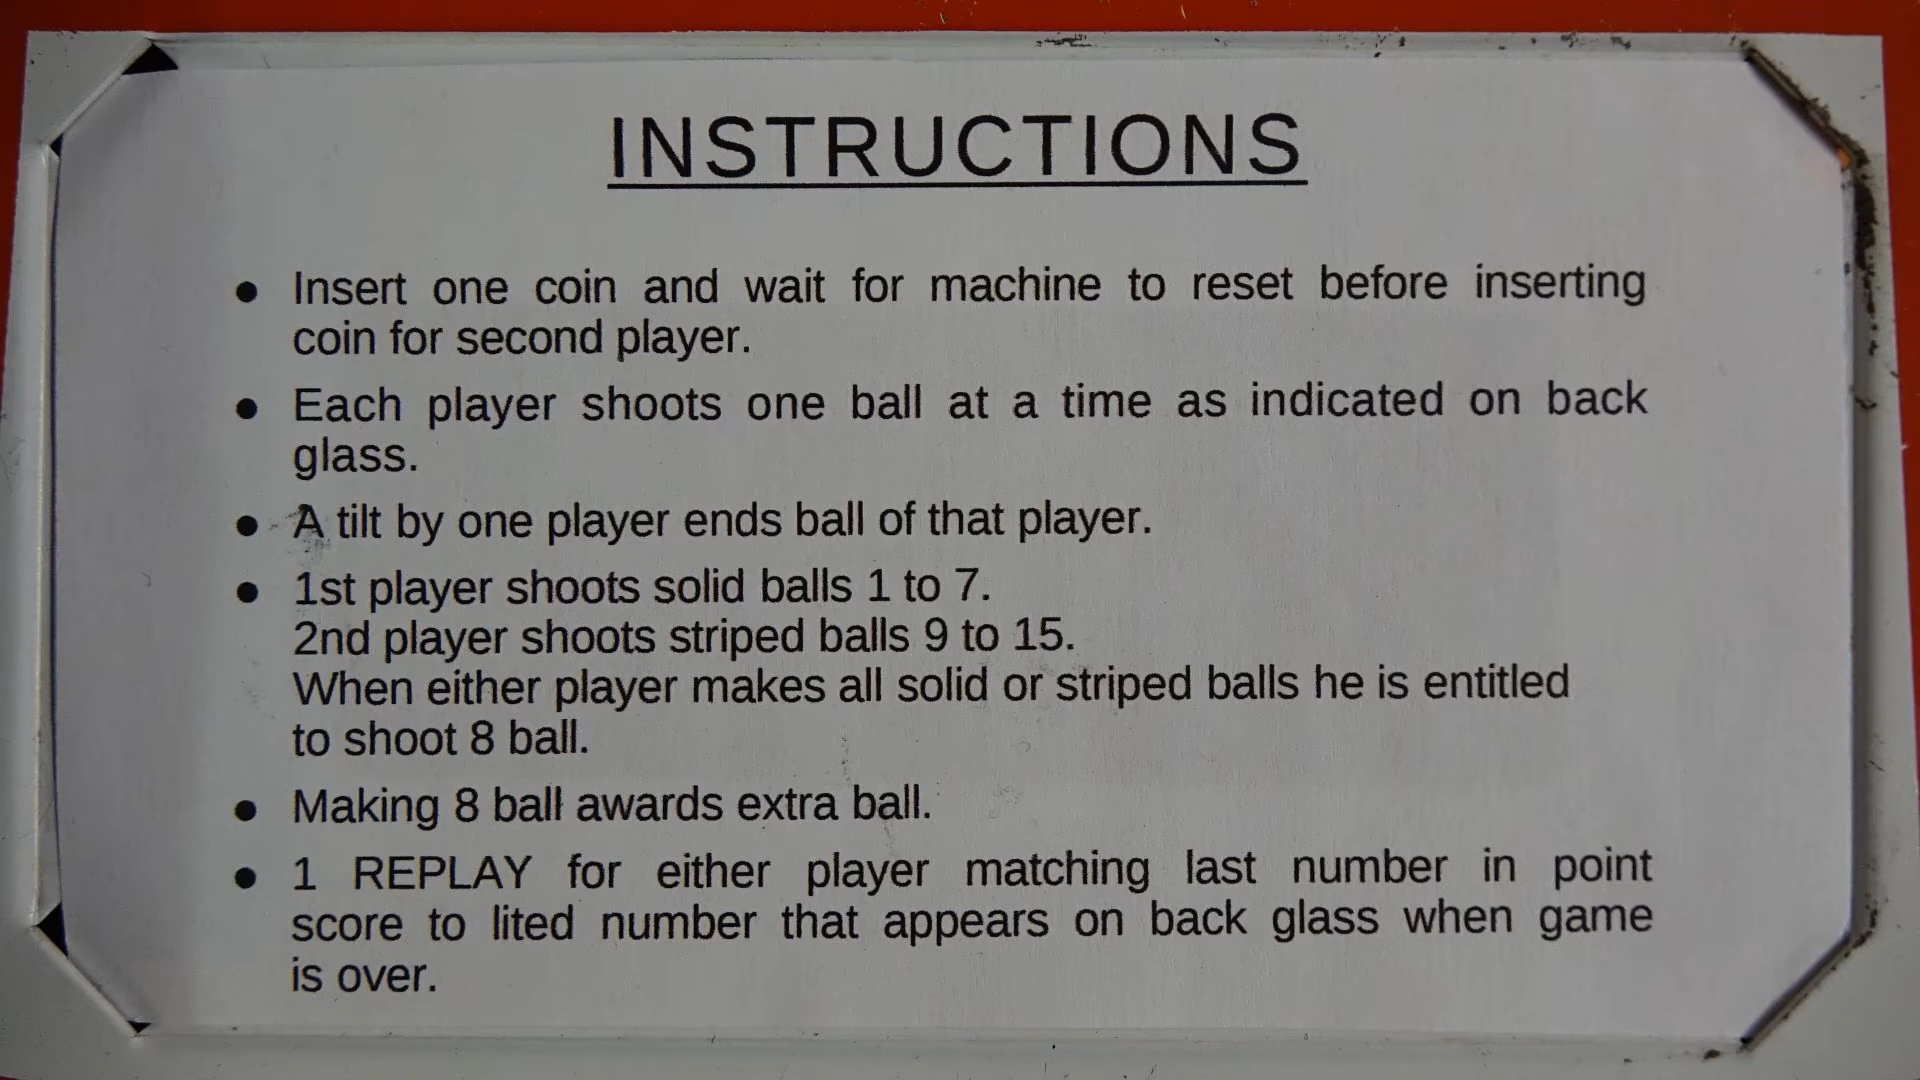 INSTRUCTIONS
● Insert one coin and wait for machine to reset before inserting
coin for second player.
● Each player shoots one ball at a time as indicated on back
glass.
● A tilt by one player ends ball of that player.
● 1st player shoots solid balls 1 to 7.
2nd player shoots striped balls 9 to 15.
When either player makes all solid or striped balls he is entitled
to shoot 8 ball.
● Making 8 ball awards extra ball.
● 1 REPLAY for either player matching last number in point
score to lited number that appears on back glass when game
is over.